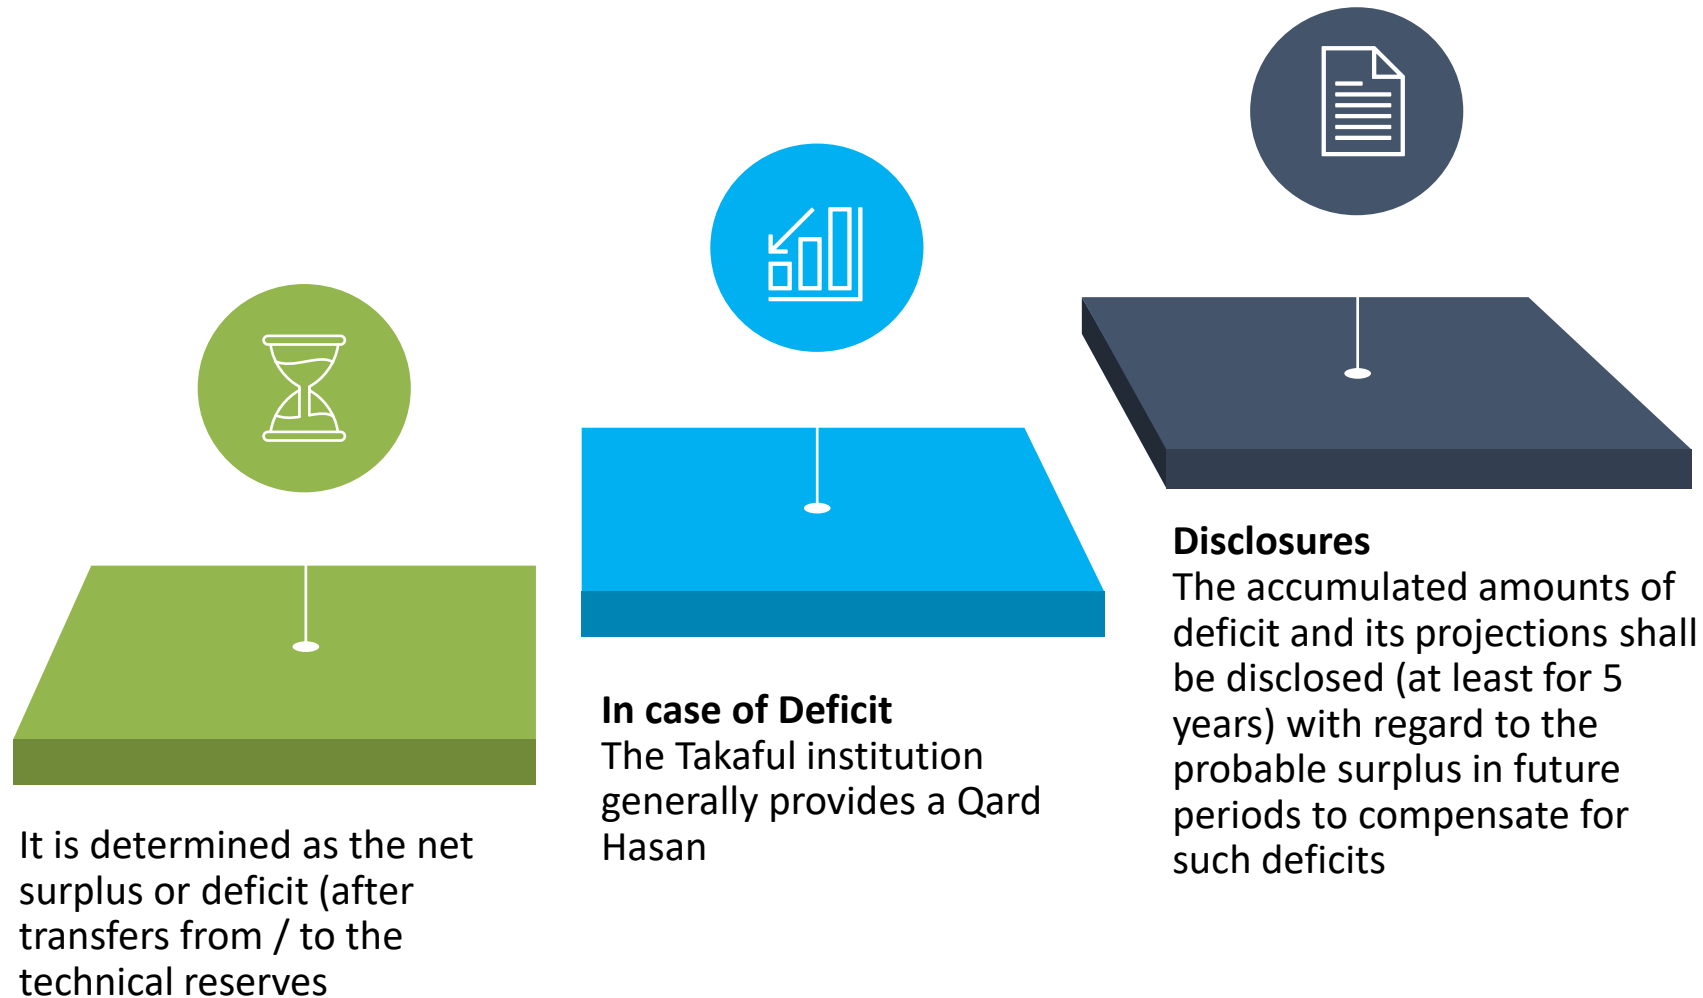 It is determined as the net
surplus or deficit (after
transfers from / to the
technical reserves
In case of Deficit
The Takaful institution
generally provides a Qard
Hasan
Disclosures
The accumulated amounts of
deficit and its projections shall
be disclosed (at least for 5
years) with regard to the
probable surplus in future
periods to compensate for
such deficits